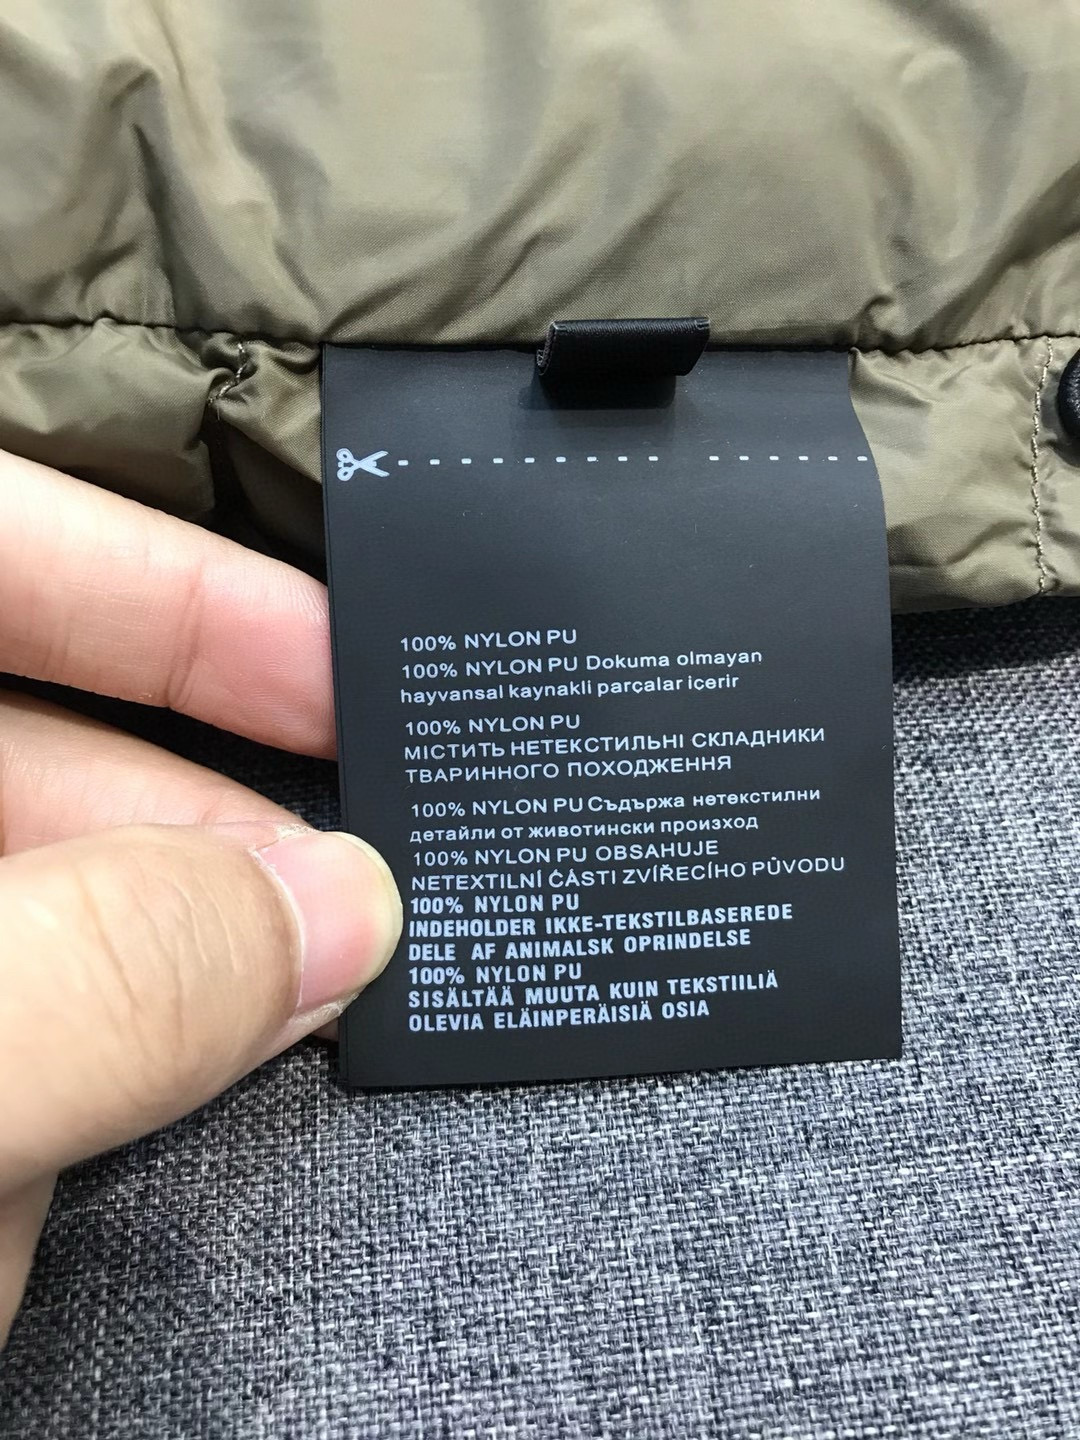 100% NYLON PU
100% NYLON PU Dokuma olmayan
hayvansal kaynakli parçalar içerir
100% NYLON PU
МІСТИТЬ НЕТЕКСТИЛЬНІ СКЛАДНИКИ
ТВАРИННОГО ПОХОДЖЕННЯ
100% NYLON PU Съдържа нетекстилни
детайли от животински произход
100% NYLON PU OBSAHUJE
NETEXTILNÍ ČÁSTI ZVÍŘECÍHO PŮVODU
100% NYLON PU
INDEHOLDER IKKE-TEKSTILBASEREDE
DELE AF ANIMALSK OPRINDELSE
100% NYLON PU
SISÄLTÄÄ MUUTA KUIN TEKSTIILIÄ
OLEVIA ELÄINPERÄISIÄ OSIA